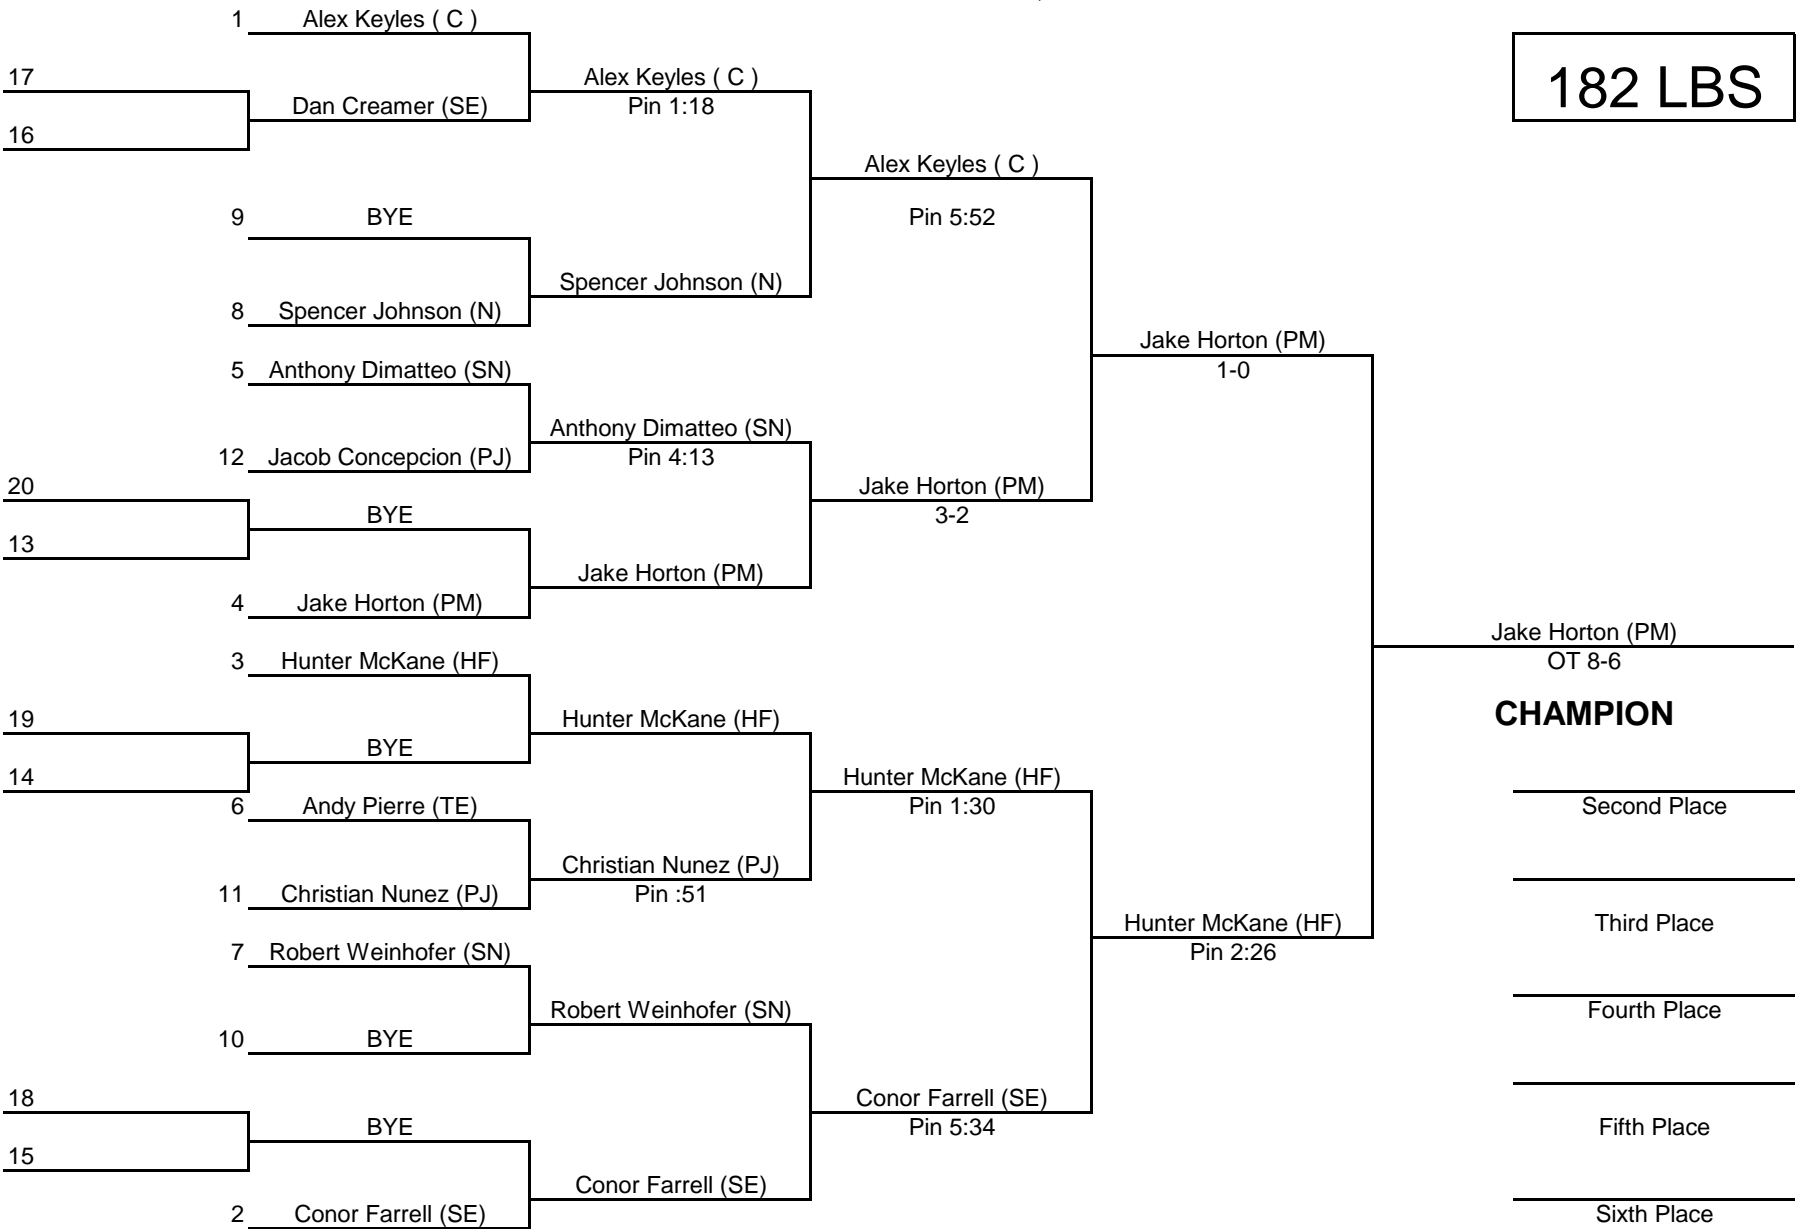 1 Alex Keyles ( C )
182 LBS
17 Alex Keyles ( C )
Dan Creamer (SE) Pin 1:18
16
Alex Keyles ( C )
9 BYE Pin 5:52
Spencer Johnson (N)
8 Spencer Johnson (N)
Jake Horton (PM)
5 Anthony Dimatteo (SN) 1-0
Anthony Dimatteo (SN)
12 Jacob Concepcion (PJ) Pin 4:13
20 Jake Horton (PM)
BYE 3-2
13
Jake Horton (PM)
4 Jake Horton (PM)
Jake Horton (PM)
3 Hunter McKane (HF) OT 8-6
19 Hunter McKane (HF) CHAMPION
BYE
14 Hunter McKane (HF)
6 Andy Pierre (TE) Pin 1:30 Second Place
Christian Nunez (PJ)
11 Christian Nunez (PJ) Pin :51
Hunter McKane (HF) Third Place
7 Robert Weinhofer (SN) Pin 2:26
Robert Weinhofer (SN) Fourth Place
10 BYE
18 Conor Farrell (SE)
BYE Pin 5:34 Fifth Place
15
Conor Farrell (SE)
2 Conor Farrell (SE) Sixth Place